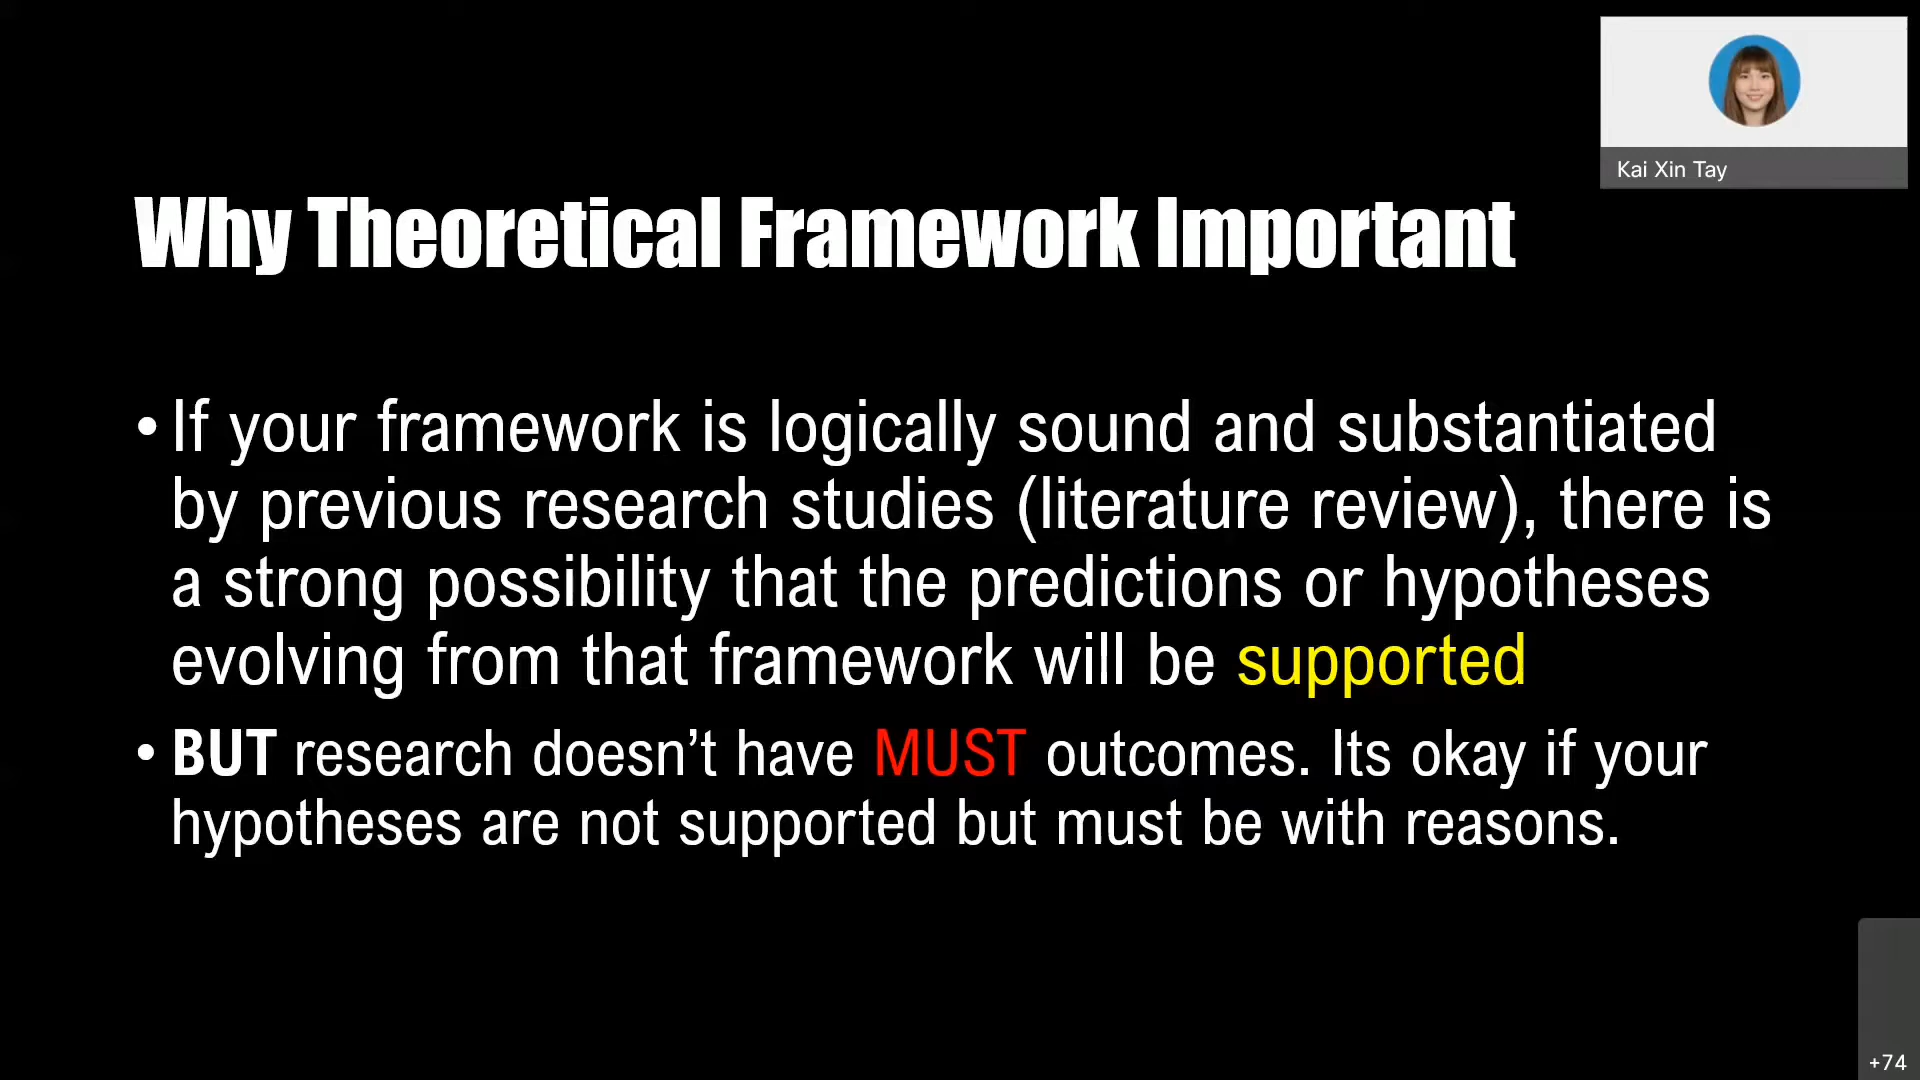 Kai Xin Tay
Why Theoretical Framework Important
• If your framework is logically sound and substantiated
by previous research studies (literature review), there is
a strong possibility that the predictions or hypotheses
evolving from that framework will be supported
• BUT research doesn’t have MUST outcomes. Its okay if your
hypotheses are not supported but must be with reasons.
+74